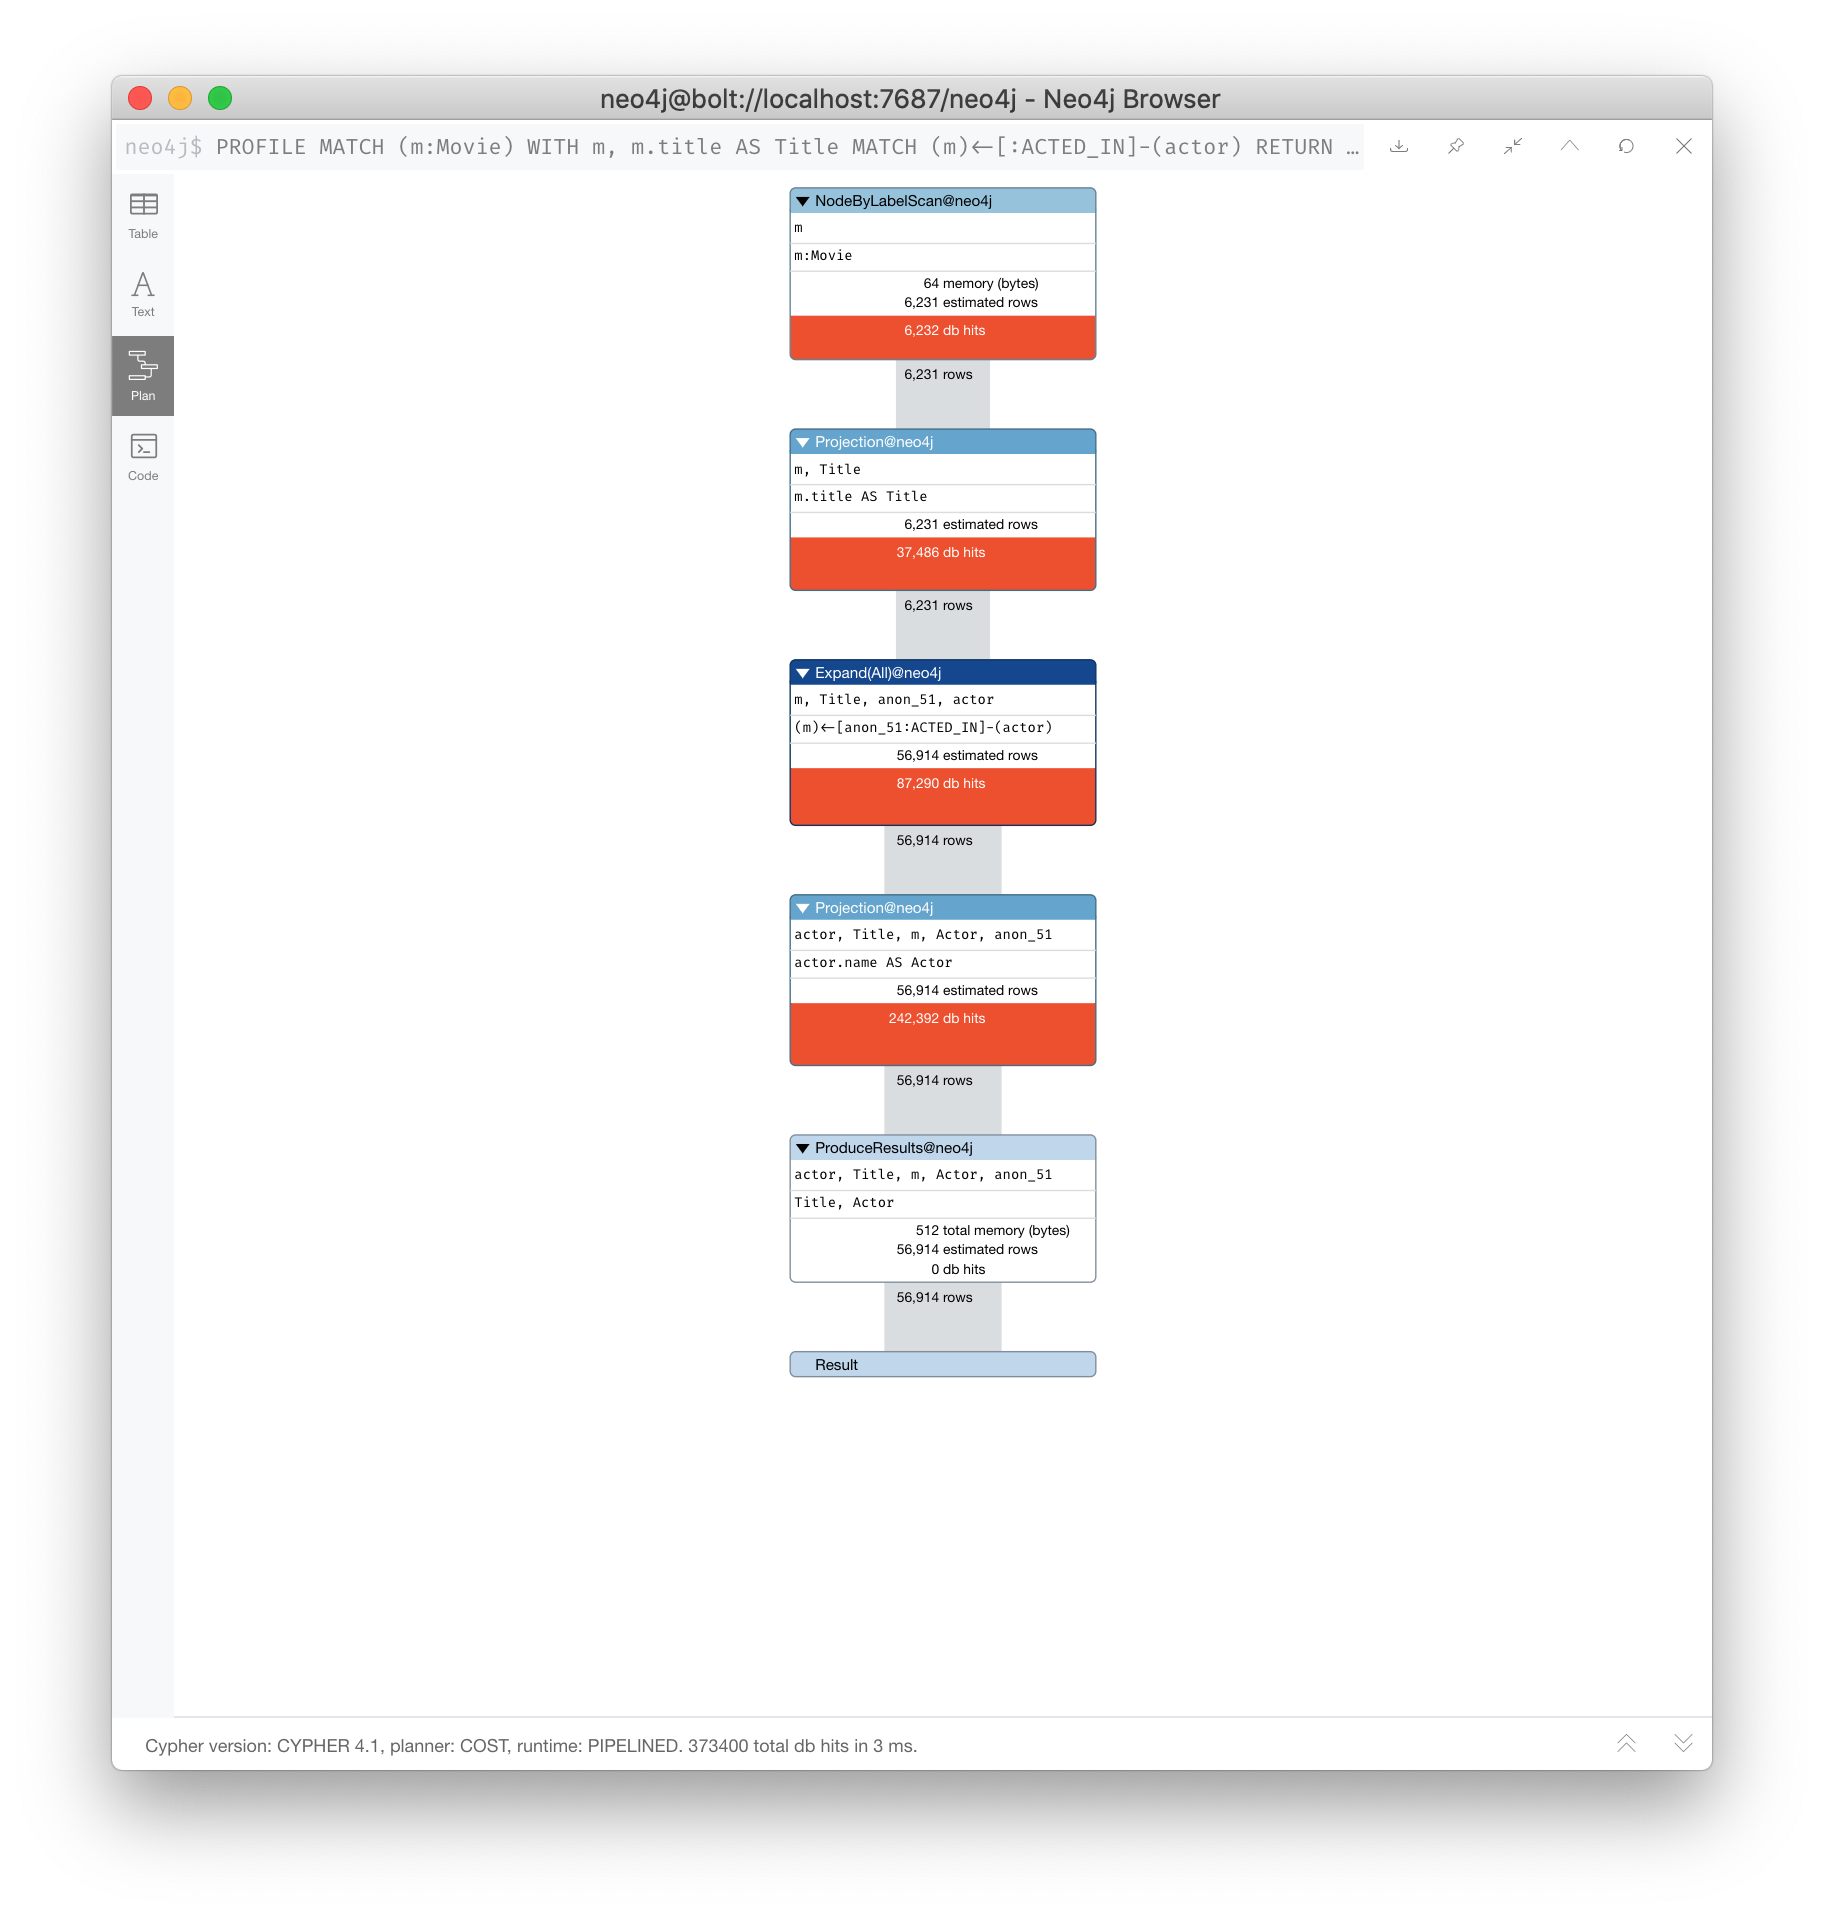 neo4j@bolt://localhost:7687/neo4j - Neo4j Browser
neo4j$ PROFILE MATCH (m:Movie) WITH m, m.title AS Title MATCH (m)←[:ACTED_IN]-(actor) RETURN …
Table
Text
Plan
Code
NodeByLabelScan@neo4j
m
m:Movie
64 memory (bytes)
6,231 estimated rows
6,232 db hits
6,231 rows
Projection@neo4j
m, Title
m.title AS Title
6,231 estimated rows
37,486 db hits
6,231 rows
Expand(All)@neo4j
m, Title, anon_51, actor
(m)←[anon_51:ACTED_IN]-(actor)
56,914 estimated rows
87,290 db hits
56,914 rows
Projection@neo4j
actor, Title, m, Actor, anon_51
actor.name AS Actor
56,914 estimated rows
242,392 db hits
56,914 rows
ProduceResults@neo4j
actor, Title, m, Actor, anon_51
Title, Actor
512 total memory (bytes)
56,914 estimated rows
0 db hits
56,914 rows
Result
Cypher version: CYPHER 4.1, planner: COST, runtime: PIPELINED. 373400 total db hits in 3 ms.